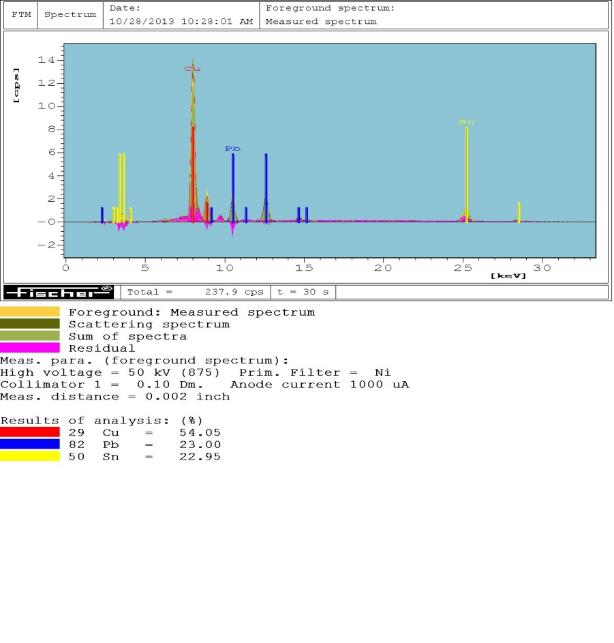 FTM Spectrum Date: Foreground spectrum:
10/28/2013 10:28:01 AM Measured spectrum
[cps]
14
12
10
8
6
4
2
0
-2
Cu
Pb
Sn
0 5 10 15 20 25 30
[keV]
fischer® Total = 237.9 cps t = 30 s
Foreground: Measured spectrum
Scattering spectrum
Sum of spectra
Residual
Meas. para. (foreground spectrum):
High voltage = 50 kV (875) Prim. Filter = Ni
Collimator 1 = 0.10 Dm. Anode current 1000 uA
Meas. distance = 0.002 inch
Results of analysis: (%)
29 Cu = 54.05
82 Pb = 23.00
50 Sn = 22.95